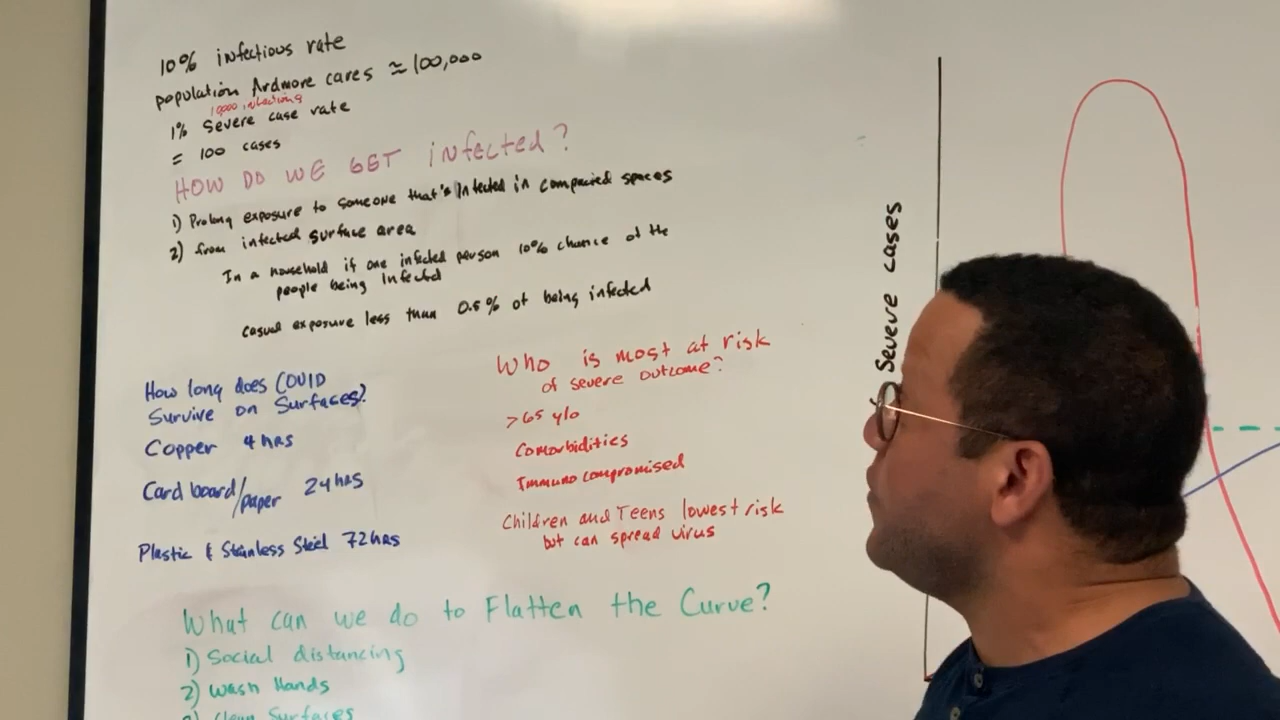 10% infectious rate
population Ardmore cares ≈ 100,000
10000 infections
1% Severe case rate
= 100 cases
HOW DO WE GET infected?
1) Prolong exposure to someone that's infected in compacted spaces
2) from infected surface area
In a household if one infected person 10% chance of the
people being infected
casual exposure less than 0.5% of being infected
How long does COVID
Survive on Surfaces?
Copper 4 hrs
Card board/paper 24 hrs
Plastic & Stainless Steel 72 hrs
Who is most at risk
of severe outcome?
>65 y/o
Comorbidities
Immuno compromised
Children and Teens lowest risk
but can spread virus
What can we do to Flatten the Curve?
1) Social distancing
2) Wash Hands
3) Clean Surfaces
Severe cases